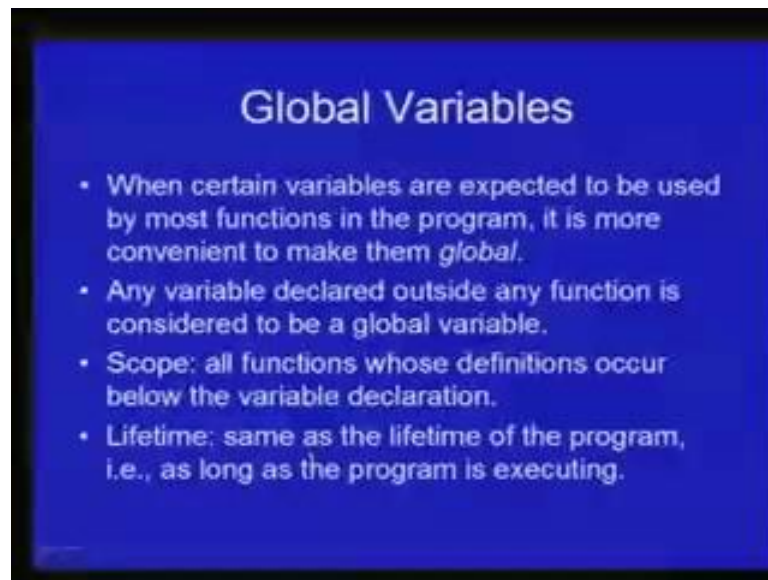 Global Variables
• When certain variables are expected to be used
by most functions in the program, it is more
convenient to make them global.
• Any variable declared outside any function is
considered to be a global variable.
• Scope: all functions whose definitions occur
below the variable declaration.
• Lifetime: same as the lifetime of the program,
i.e., as long as the program is executing.